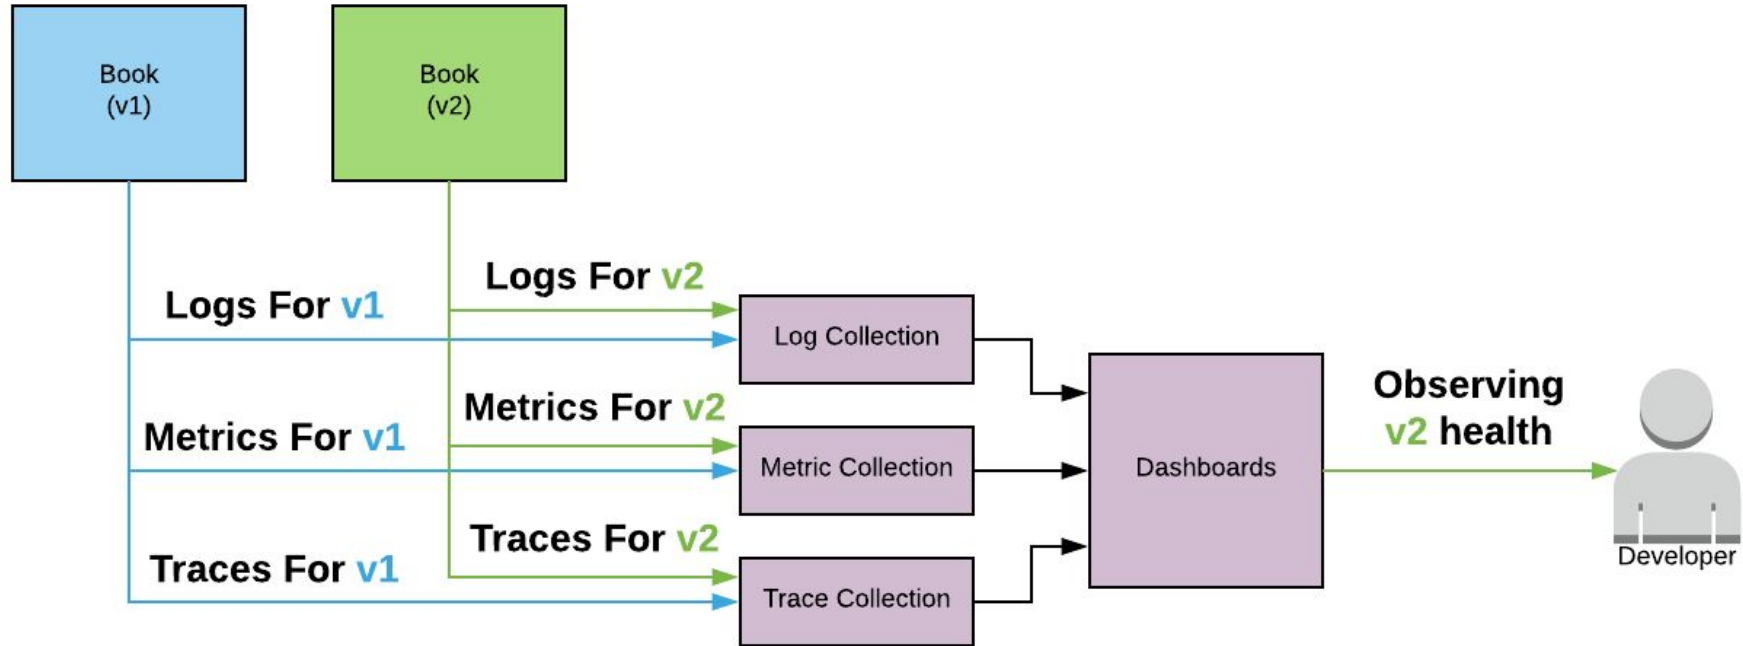 Book
(v1)
Book
(v2)
Logs For v2
Logs For v1
Log Collection
Metrics For v2
Metrics For v1
Metric Collection
Traces For v2
Traces For v1
Trace Collection
Dashboards
Observing
v2 health
Developer